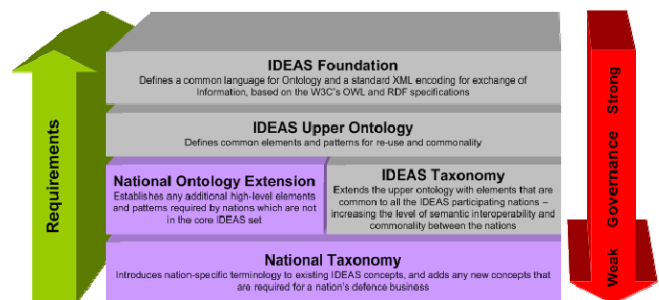 IDEAS Foundation
Defines a common language for Ontology and a standard XML encoding for exchange of
Information, based on the W3C's OWL and RDF specifications
IDEAS Upper Ontology
Defines common elements and patterns for re-use and commonality
National Ontology Extension
Establishes any additional high-level elements
and patterns required by nations which are not
in the core IDEAS set
IDEAS Taxonomy
Extends the upper ontology with elements that are
common to all the IDEAS participating nations –
increasing the level of semantic interoperability and
commonality between the nations
National Taxonomy
Introduces nation-specific terminology to existing IDEAS concepts, and adds any new concepts that
are required for a nation's defence business
Requirements
Weak Governance Strong